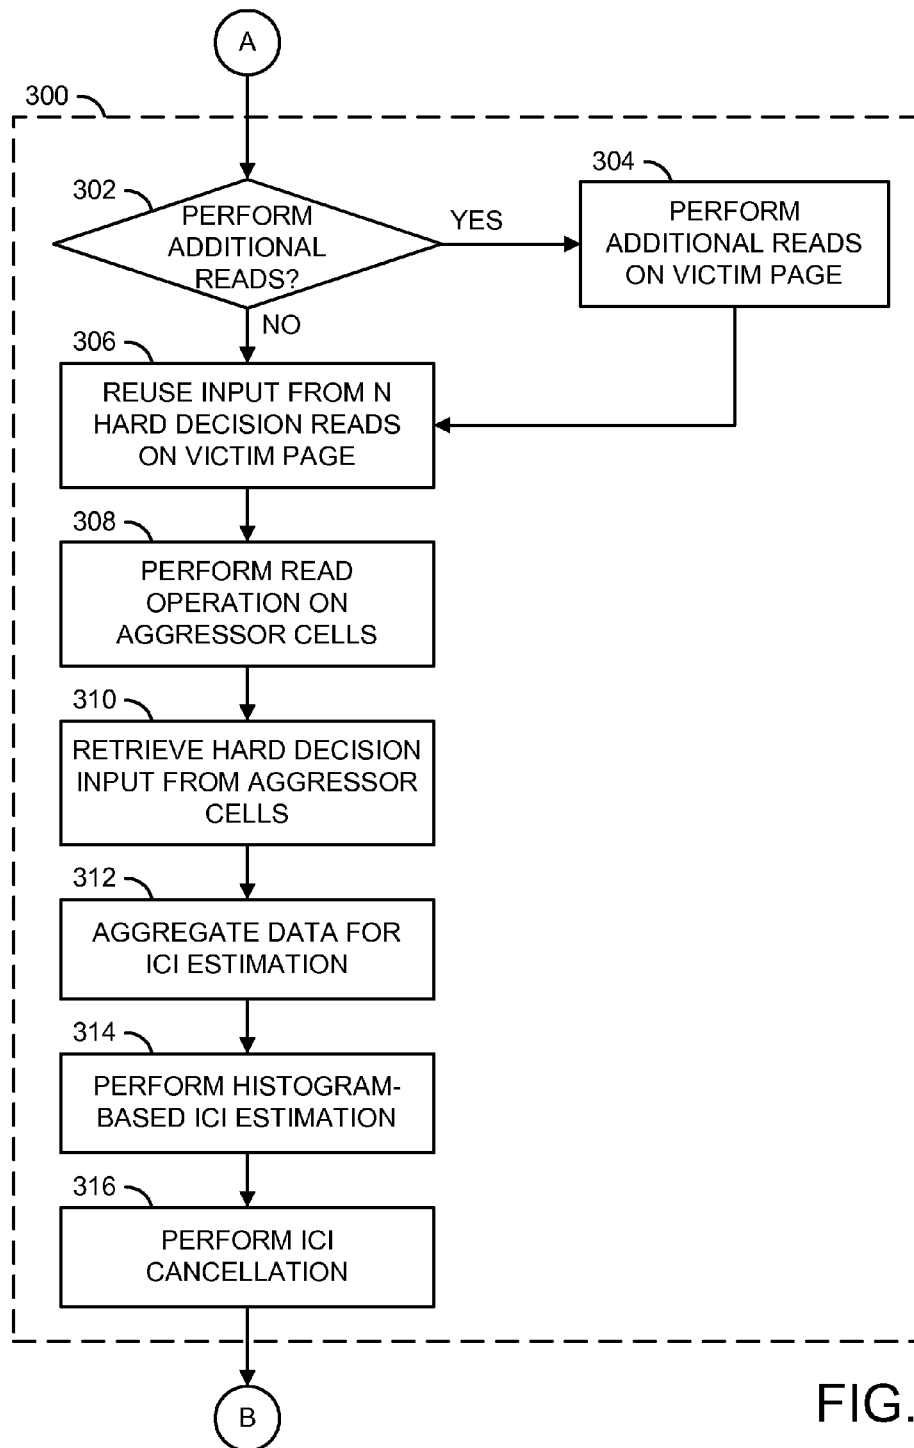 A
300
302
PERFORM
ADDITIONAL
READS?
YES
NO
304
PERFORM
ADDITIONAL READS
ON VICTIM PAGE
306
REUSE INPUT FROM N
HARD DECISION READS
ON VICTIM PAGE
308
PERFORM READ
OPERATION ON
AGGRESSOR CELLS
310
RETRIEVE HARD DECISION
INPUT FROM AGGRESSOR
CELLS
312
AGGREGATE DATA FOR
ICI ESTIMATION
314
PERFORM HISTOGRAM-
BASED ICI ESTIMATION
316
PERFORM ICI
CANCELLATION
B
FIG.